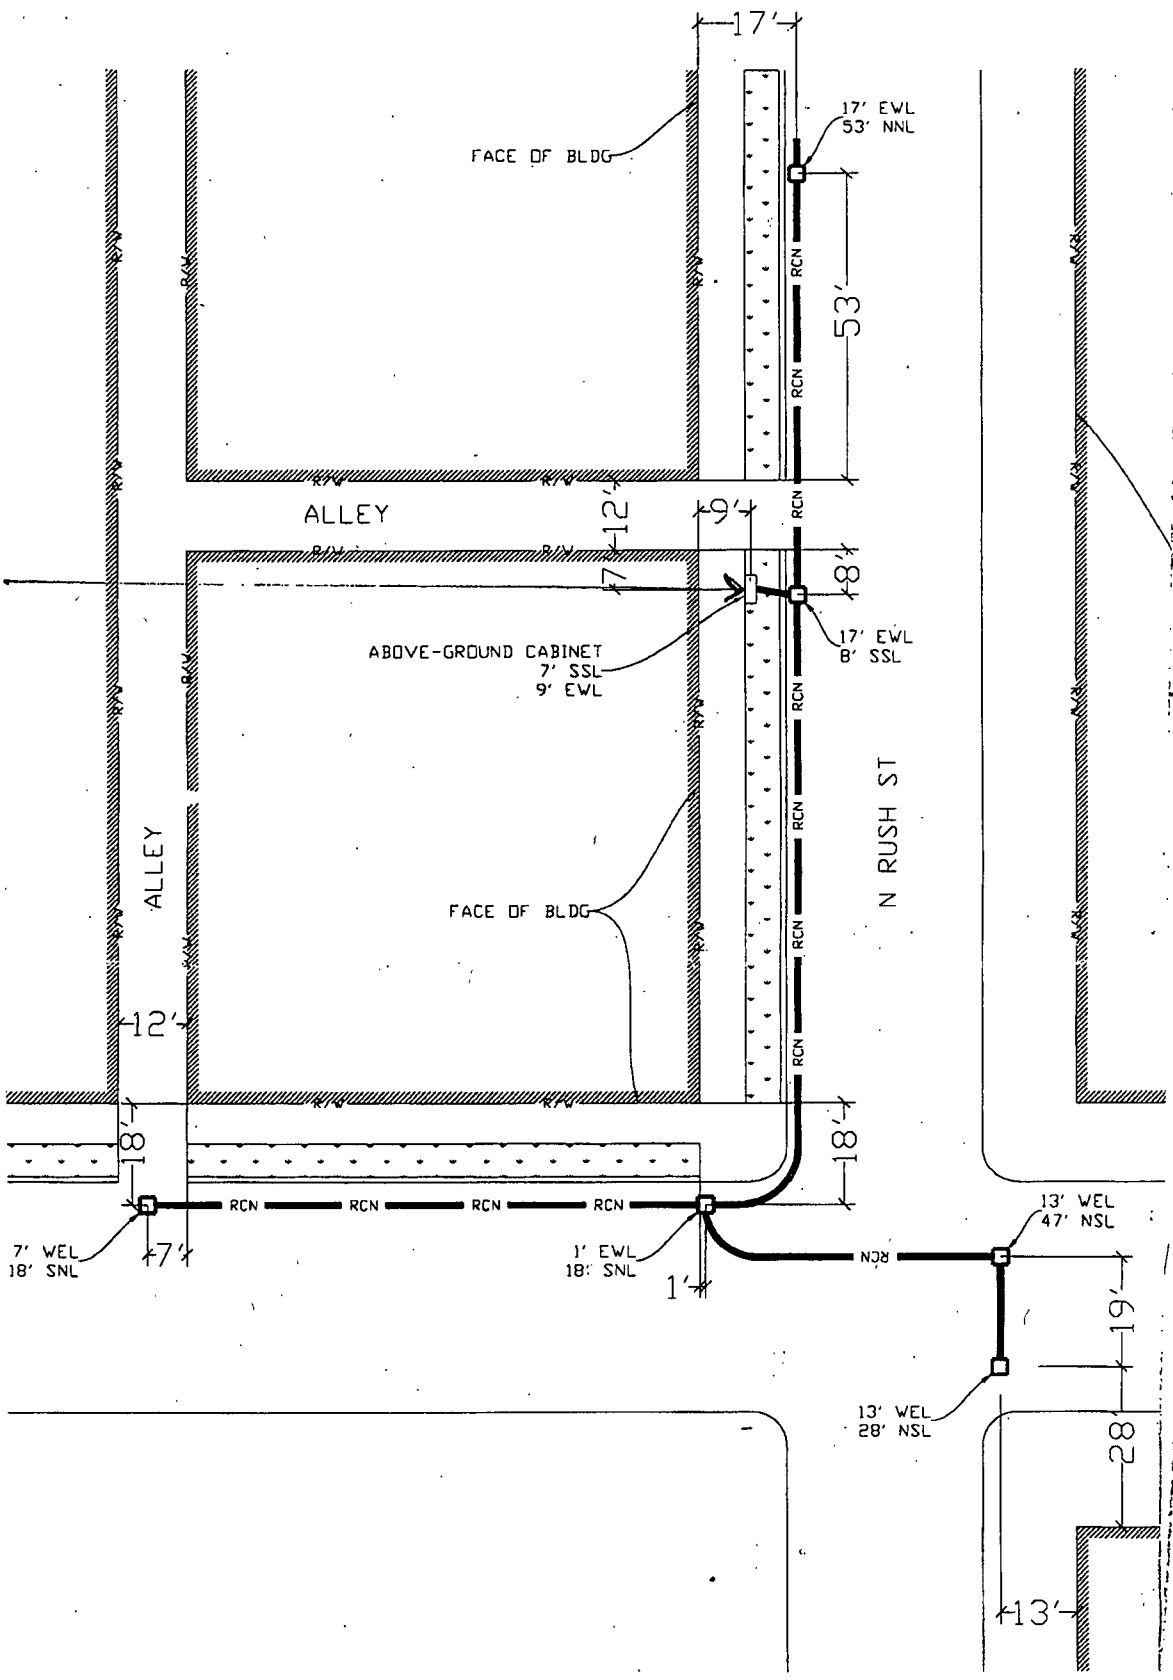 17'
17' EWL
53' NNL
FACE OF BLDG
R/W
R/W
R/W
R/W
RCN
53'
RCN
R/W
R/W
R/W
R/W
RCN
ALLEY
12'
9'
R/W
R/W
7'
8'
ABOVE-GROUND CABINET
7' SSL
9' EWL
17' EWL
8' SSL
R/W
R/W
R/W
R/W
RCN
N RUSH ST
RCN
ALLEY
FACE OF BLDG
R/W
R/W
R/W
R/W
RCN
12'
RCN
R/W
R/W
18'
18'
RCN
RCN
RCN
RCN
7' WEL
18' SNL
7'
1' EWL
18' SNL
1'
RCN
13' WEL
47' NSL
19'
13' WEL
28' NSL
28'
13'